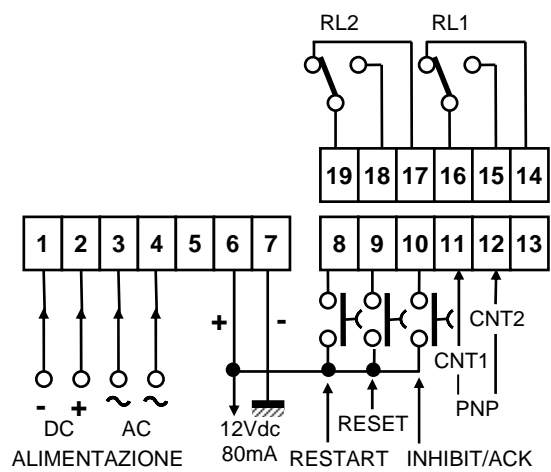 RL2 RL1
19 18 17 16 15 14
1 2 3 4 5 6 7 8 9 10 11 12 13
+ -
CNT2
CNT1
- + ~ ~
PNP
DC AC 12Vdc RESET
ALIMENTAZIONE 80mA RESTART INHIBIT/ACK